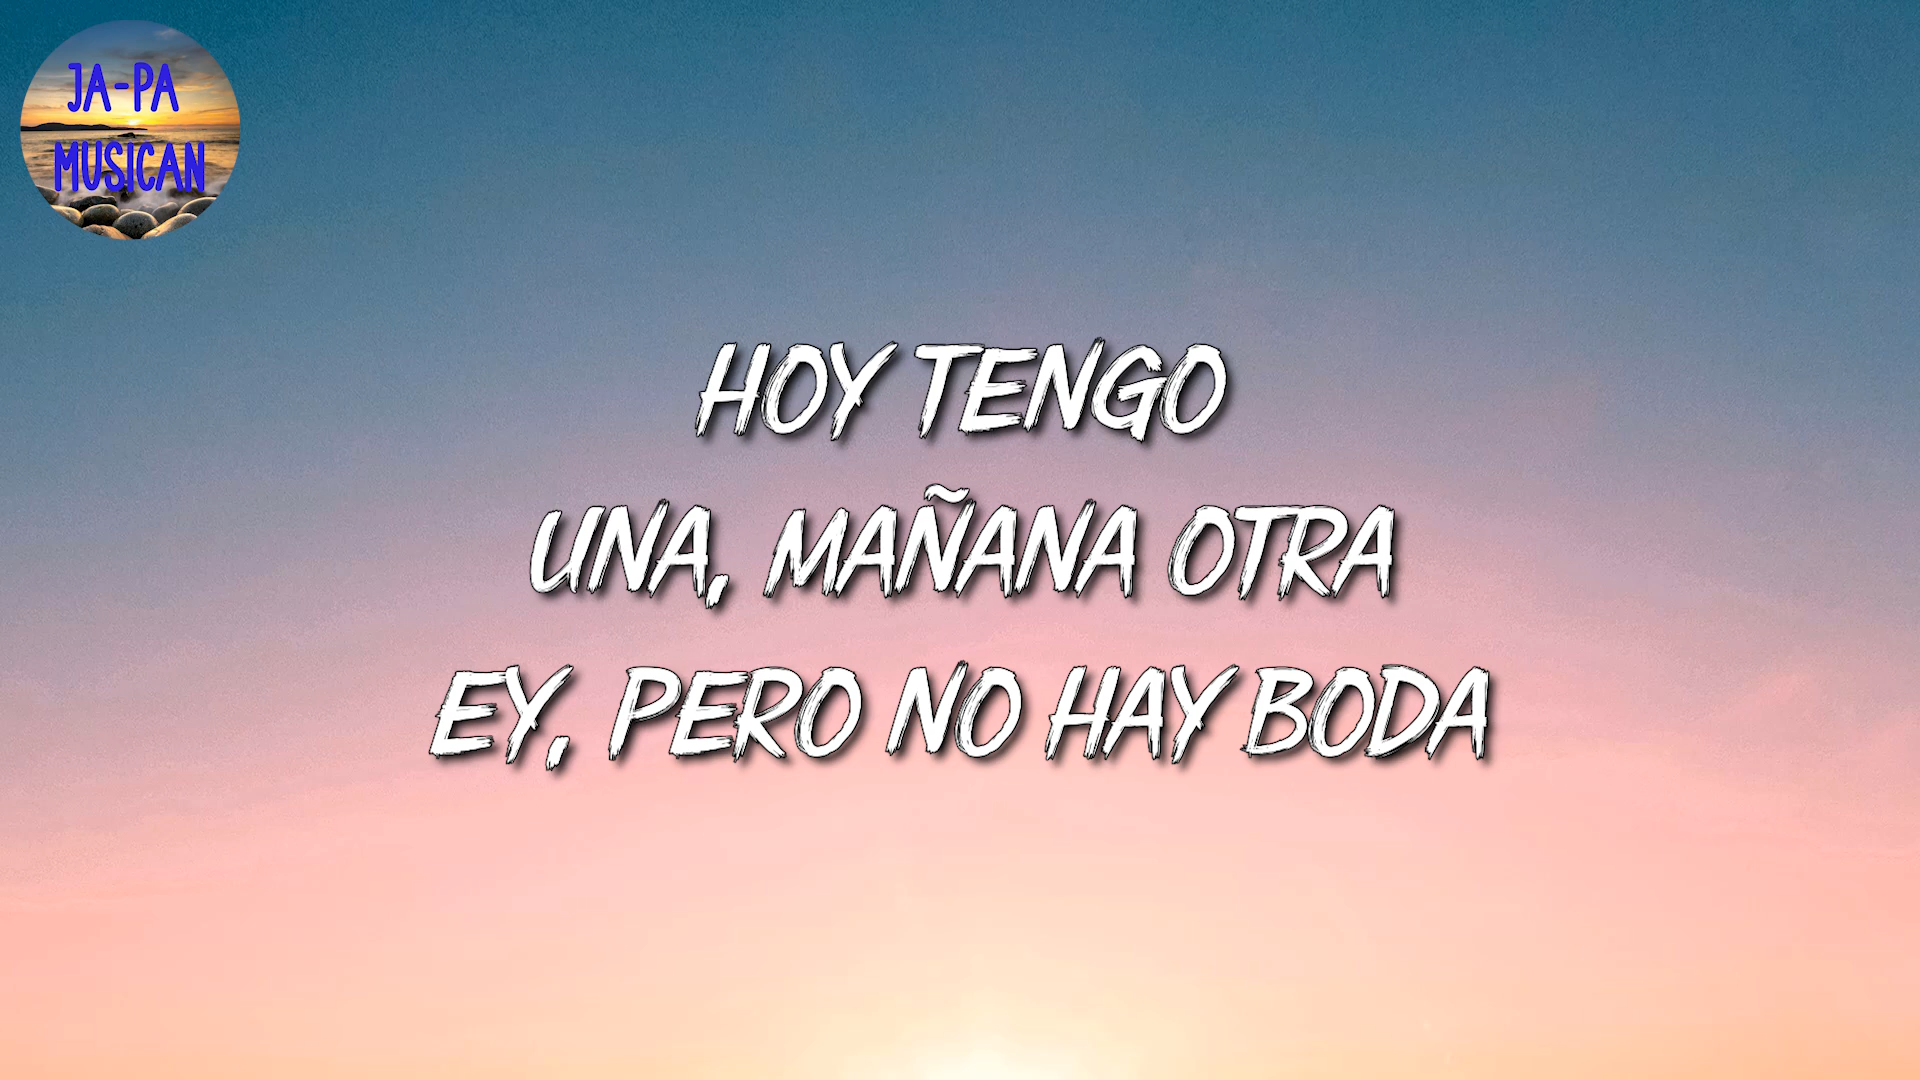 JA-PA
MUSICAN
HOY TENGO
UNA, MAÑANA OTRA
EY, PERO NO HAY BODA